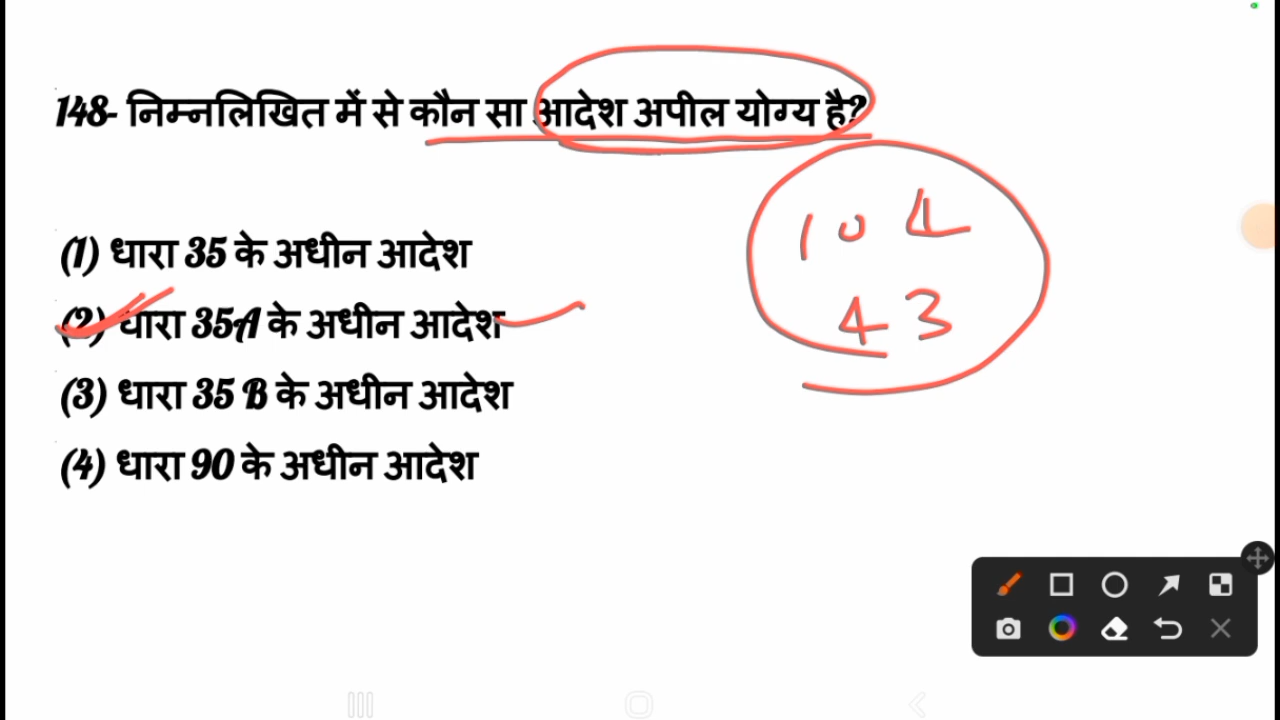 148- निम्नलिखित में से कौन सा आदेश अपील योग्य है?
104
43
(1) धारा 35 के अधीन आदेश
(2) धारा 35A के अधीन आदेश
(3) धारा 35 B के अधीन आदेश
(4) धारा 90 के अधीन आदेश